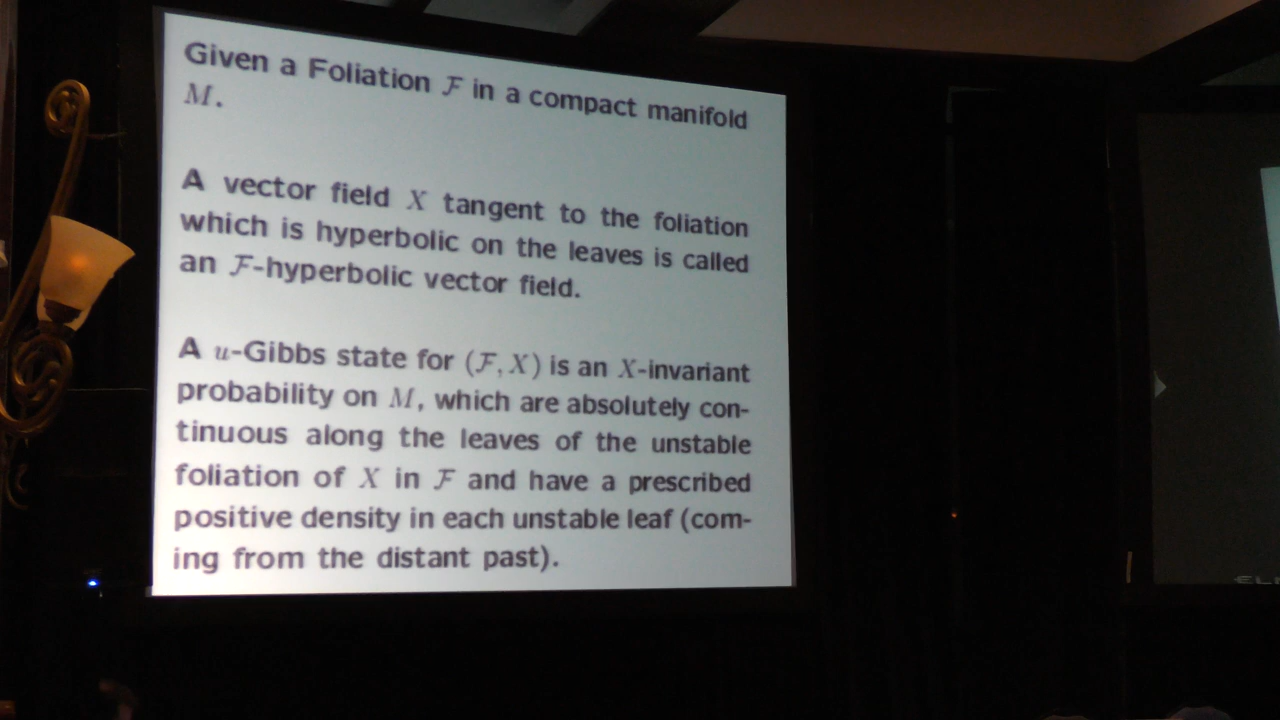 Given a Foliation ℱ in a compact manifold
M.
A vector field X tangent to the foliation
which is hyperbolic on the leaves is called
an ℱ-hyperbolic vector field.
A u-Gibbs state for (ℱ, X) is an X-invariant
probability on M, which are absolutely con-
tinuous along the leaves of the unstable
foliation of X in ℱ and have a prescribed
positive density in each unstable leaf (com-
ing from the distant past).